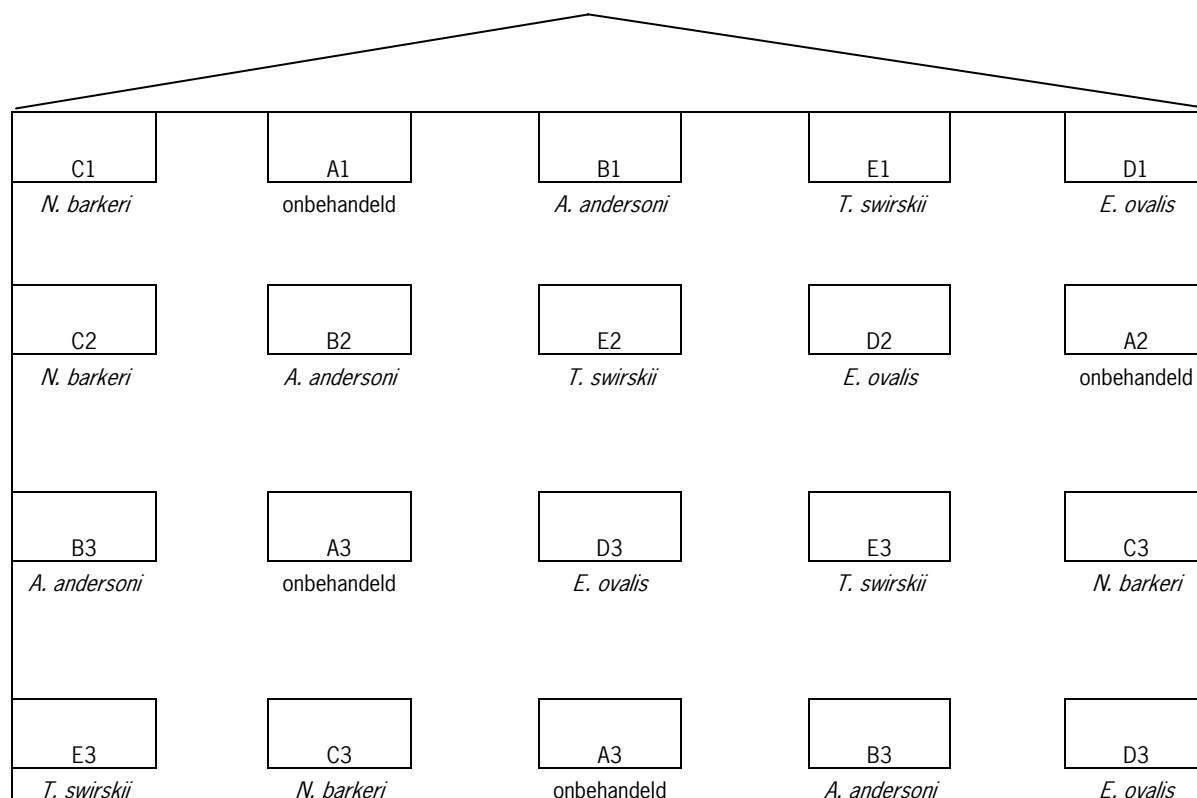 C1 A1 B1 E1 D1
N. barkeri onbehandeld A. andersoni T. swirskii E. ovalis
C2 B2 E2 D2 A2
N. barkeri A. andersoni T. swirskii E. ovalis onbehandeld
B3 A3 D3 E3 C3
A. andersoni onbehandeld E. ovalis T. swirskii N. barkeri
E3 C3 A3 B3 D3
T. swirskii N. barkeri onbehandeld A. andersoni E. ovalis